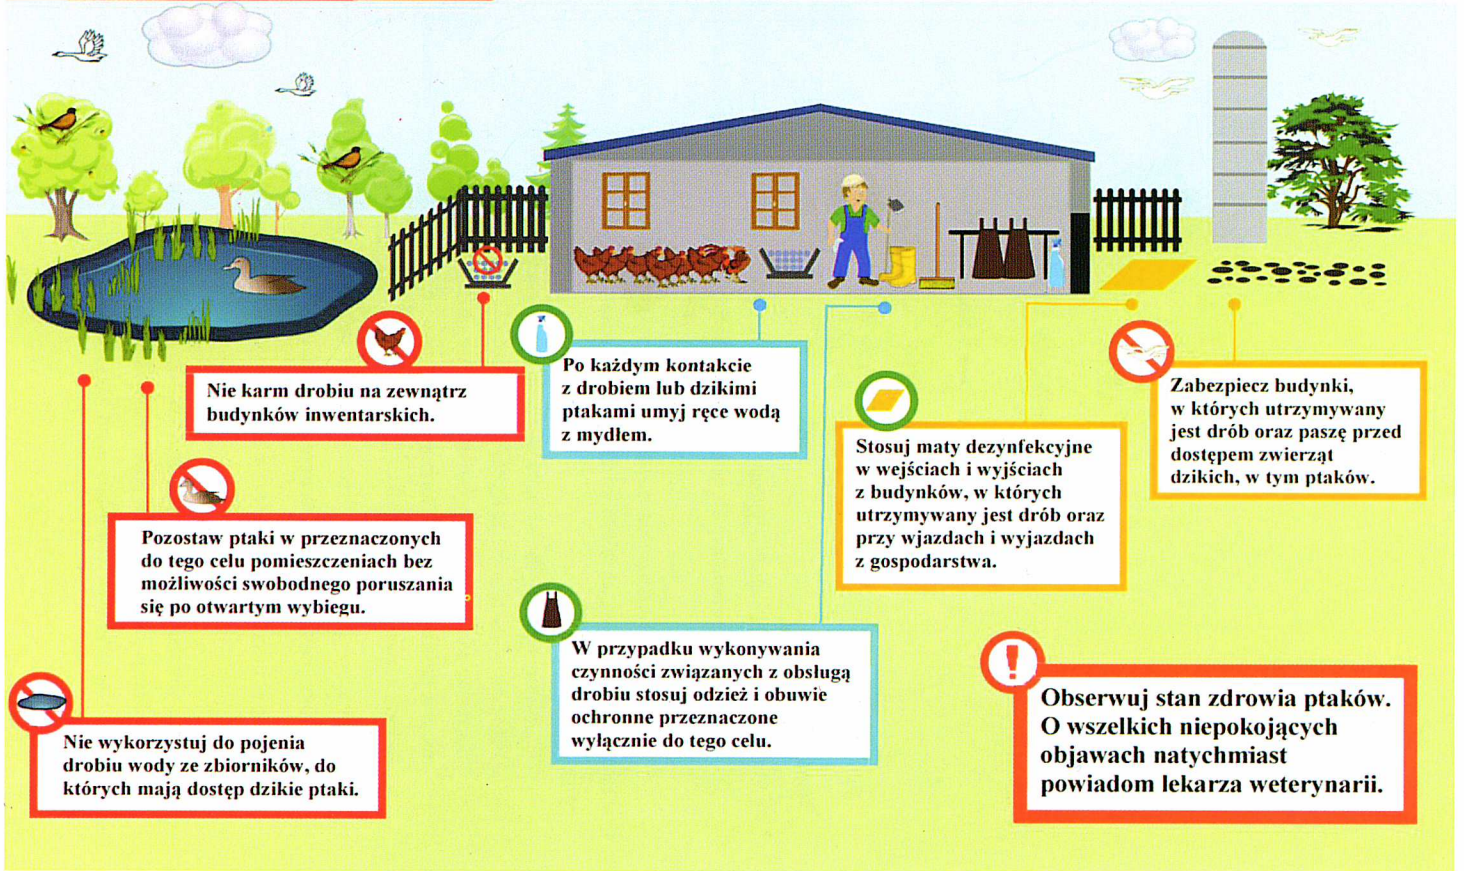 Nie karm drobiu na zewnątrz
budynków inwentarskich.
Po każdym kontakcie
z drobiem lub dzikimi
ptakami umyj ręce wodą
z mydłem.
Stosuj maty dezynfekcyjne
w wejściach i wyjściach
z budynków, w których
utrzymywany jest drób oraz
przy wjazdach i wyjazdach
z gospodarstwa.
Zabezpiecz budynki,
w których utrzymywany
jest drób oraz paszę przed
dostępem zwierząt
dzikich, w tym ptaków.
Pozostaw ptaki w przeznaczonych
do tego celu pomieszczeniach bez
możliwości swobodnego poruszania
się po otwartym wybiegu.
W przypadku wykonywania
czynności związanych z obsługą
drobiu stosuj odzież i obuwie
ochronne przeznaczone
wyłącznie do tego celu.
Nie wykorzystuj do pojenia
drobiu wody ze zbiorników, do
których mają dostęp dzikie ptaki.
!
Obserwuj stan zdrowia ptaków.
O wszelkich niepokojących
objawach natychmiast
powiadom lekarza weterynarii.